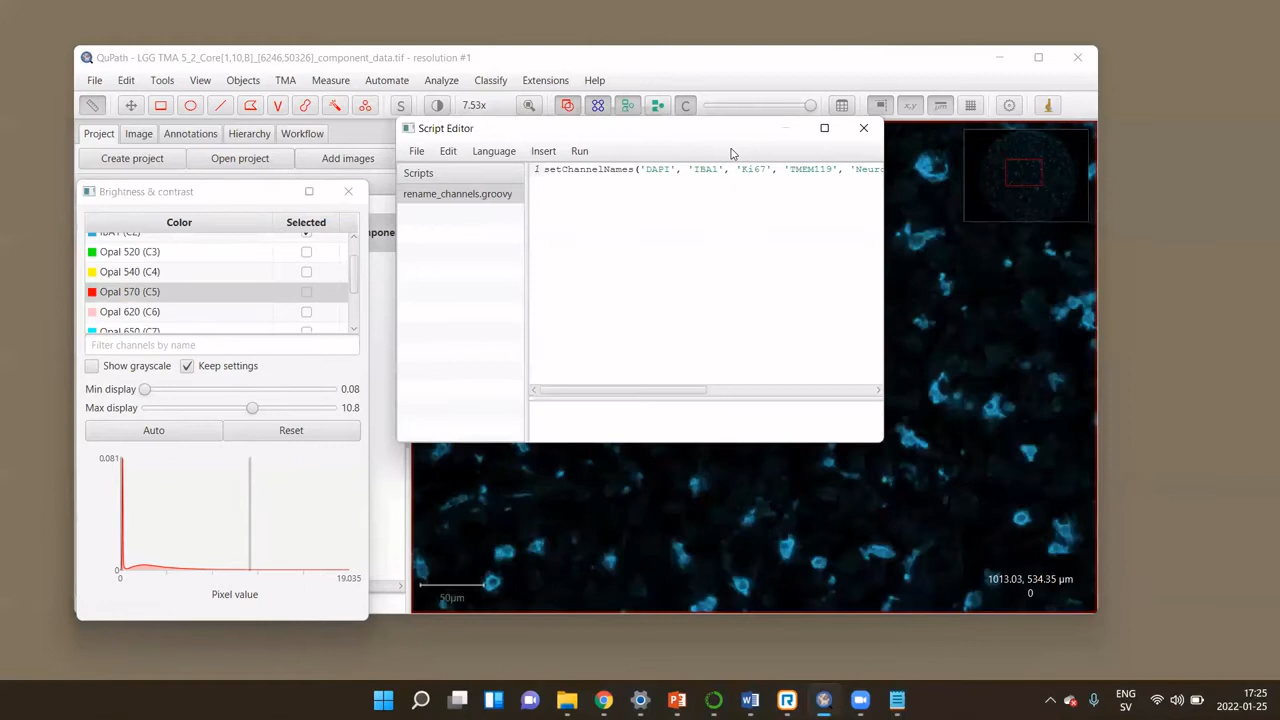 QuPath - LGG TMA 5_2_Core[1,10,B]_[6246,50326]_component_data.tif - resolution #1
File Edit Tools View Objects TMA Measure Automate Analyze Classify Extensions Help
S 7.53x C x,y µm
Project Image Annotations Hierarchy Workflow
Create project Open project Add images
Script Editor
File Edit Language Insert Run
Scripts
rename_channels.groovy
1 setChannelNames('DAPI', 'IBA1', 'Ki67', 'TMEM119', 'Neuro
Brightness & contrast
Color Selected
IBA1 (C2)
Opal 520 (C3)
Opal 540 (C4)
Opal 570 (C5)
Opal 620 (C6)
Opal 650 (C7)
Filter channels by name
Show grayscale Keep settings
Min display 0.08
Max display 10.8
Auto Reset
0.081
0
0 19.035
Pixel value
mpone
50µm
1013.03, 534.35 µm
0
ENG
SV
17:25
2022-01-25